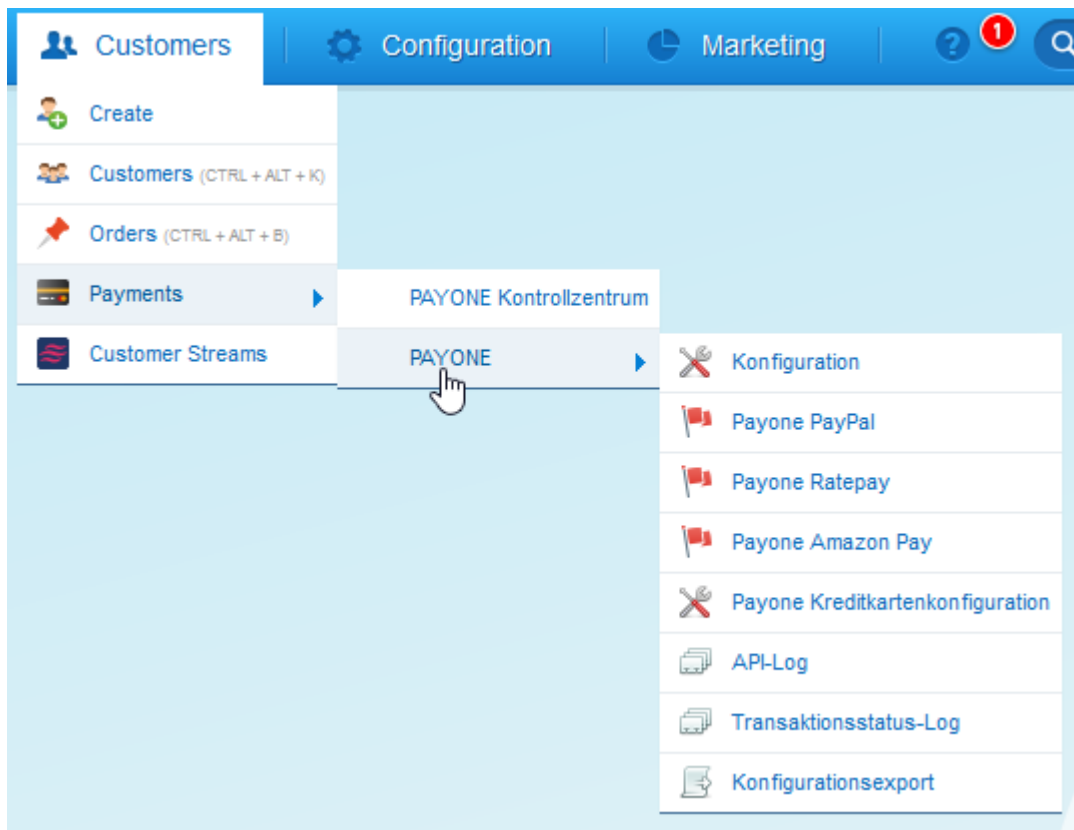 Customers Configuration Marketing ? 1
Create
Customers (CTRL + ALT + K)
Orders (CTRL + ALT + B)
Payments PAYONE Kontrollzentrum
Customer Streams PAYONE Konfiguration
Payone PayPal
Payone Ratepay
Payone Amazon Pay
Payone Kreditkartenkonfiguration
API-Log
Transaktionsstatus-Log
Konfigurationsexport